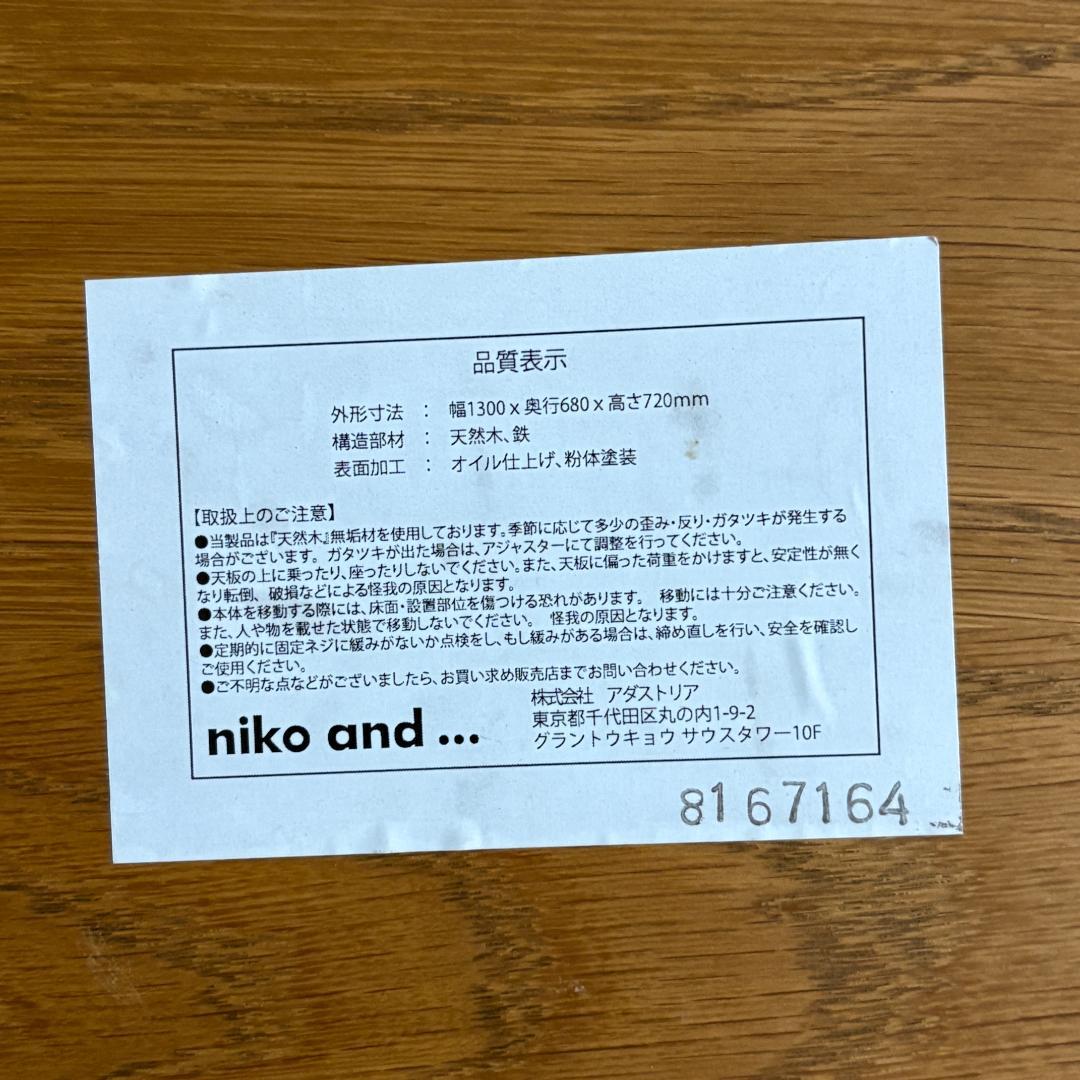 品質表示
外形寸法 : 幅1300 x 奥行680 x 高さ720mm
構造部材 : 天然木、鉄
表面加工 : オイル仕上げ、粉体塗装
【取扱上のご注意】
●当製品は『天然木』無垢材を使用しております。季節に応じて多少の歪み・反り・ガタツキが発生する
場合がございます。ガタツキが出た場合は、アジャスターにて調整を行ってください。
●天板の上に乗ったり、座ったりしないでください。また、天板に偏った荷重をかけますと、安定性が無く
なり転倒、破損などによる怪我の原因となります。
●本体を移動する際には、床面・設置部位を傷つける恐れがあります。 移動には十分ご注意ください。
また、人や物を載せた状態で移動しないでください。 怪我の原因となります。
●定期的に固定ネジに緩みがないか点検をし、もし緩みがある場合は、締め直しを行い、安全を確認し
ご使用ください。
●ご不明な点などがございましたら、お買い求め販売店までお問い合わせください。
niko and ...
株式会社 アダストリア
東京都千代田区丸の内1-9-2
グラントウキョウ サウスタワー10F
8167164